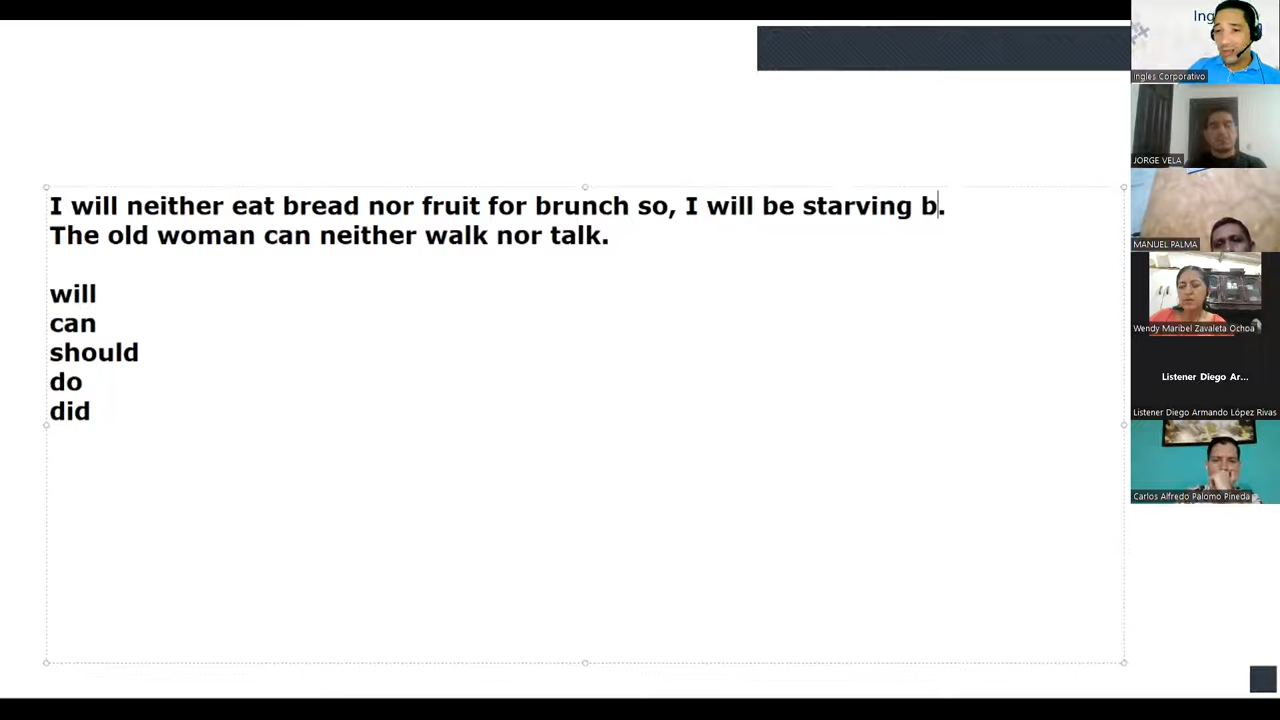 I will neither eat bread nor fruit for brunch so, I will be starving b.
The old woman can neither walk nor talk.
will
can
should
do
did
Ing
Ingles Corporativo
JORGE VELA
MANUEL PALMA
Wendy Maribel Zavaleta Ochoa
Listener Diego Ar...
Listener Diego Armando López Rivas
Carlos Alfredo Palomo Pineda